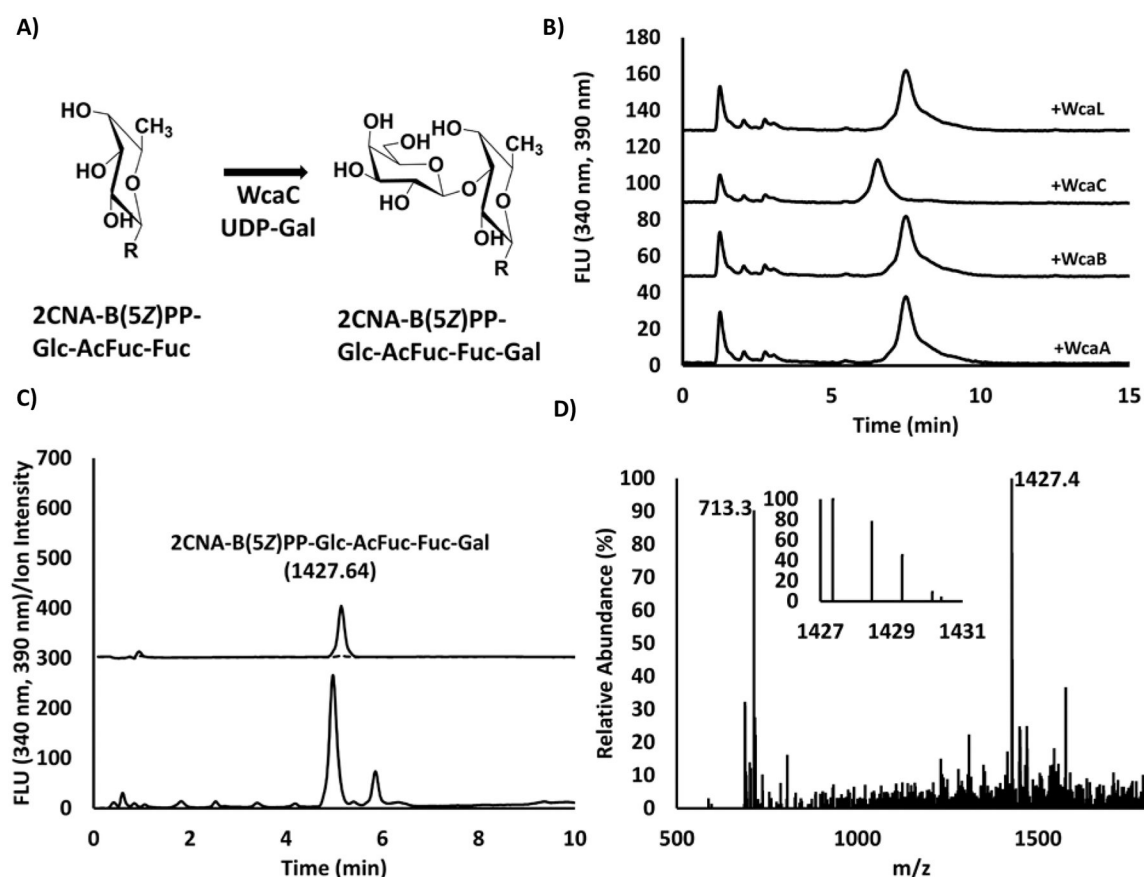 A)
HO
CH3
HO
O
HO
OH
R
WcaC
UDP-Gal
OH
OH
HO
CH3
HO
O
O
HO
O
OH
R
2CNA-B(5Z)PP-
Glc-AcFuc-Fuc
2CNA-B(5Z)PP-
Glc-AcFuc-Fuc-Gal
B)
FLU (340 nm, 390 nm)
180
160
140
120
100
80
60
40
20
0
+WcaL
+WcaC
+WcaB
+WcaA
0
5
10
15
Time (min)
C)
FLU (340 nm, 390 nm)/Ion Intensity
700
600
500
400
300
200
100
0
2CNA-B(5Z)PP-Glc-AcFuc-Fuc-Gal
(1427.64)
0
2
4
6
8
10
Time (min)
D)
Relative Abundance (%)
100
90
80
70
60
50
40
30
20
10
0
713.3
1427.4
100
80
60
40
20
0
1427
1429
1431
500
1000
1500
m/z